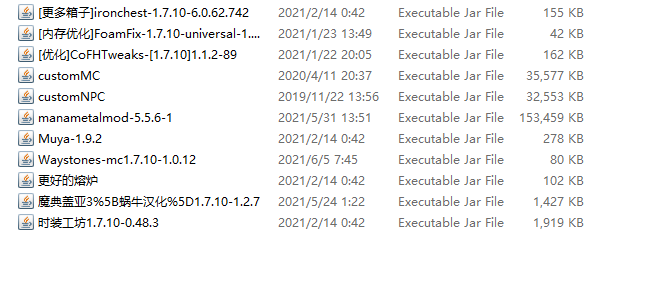 [更多箱子]ironchest-1.7.10-6.0.62.742 2021/2/14 0:42 Executable Jar File 155 KB
[内存优化]FoamFix-1.7.10-universal-1.... 2021/1/23 13:49 Executable Jar File 42 KB
[优化]CoFHTweaks-[1.7.10]1.1.2-89 2021/1/22 20:05 Executable Jar File 162 KB
customMC 2020/4/11 20:37 Executable Jar File 35,577 KB
customNPC 2019/11/22 13:56 Executable Jar File 32,553 KB
manametalmod-5.5.6-1 2021/5/31 13:51 Executable Jar File 153,459 KB
Muya-1.9.2 2021/2/14 0:42 Executable Jar File 278 KB
Waystones-mc1.7.10-1.0.12 2021/6/5 7:45 Executable Jar File 80 KB
更好的熔炉 2021/2/14 0:42 Executable Jar File 102 KB
魔典盖亚3%5B蜗牛汉化%5D1.7.10-1.2.7 2021/5/24 1:22 Executable Jar File 1,427 KB
时装工坊1.7.10-0.48.3 2021/2/14 0:42 Executable Jar File 1,919 KB